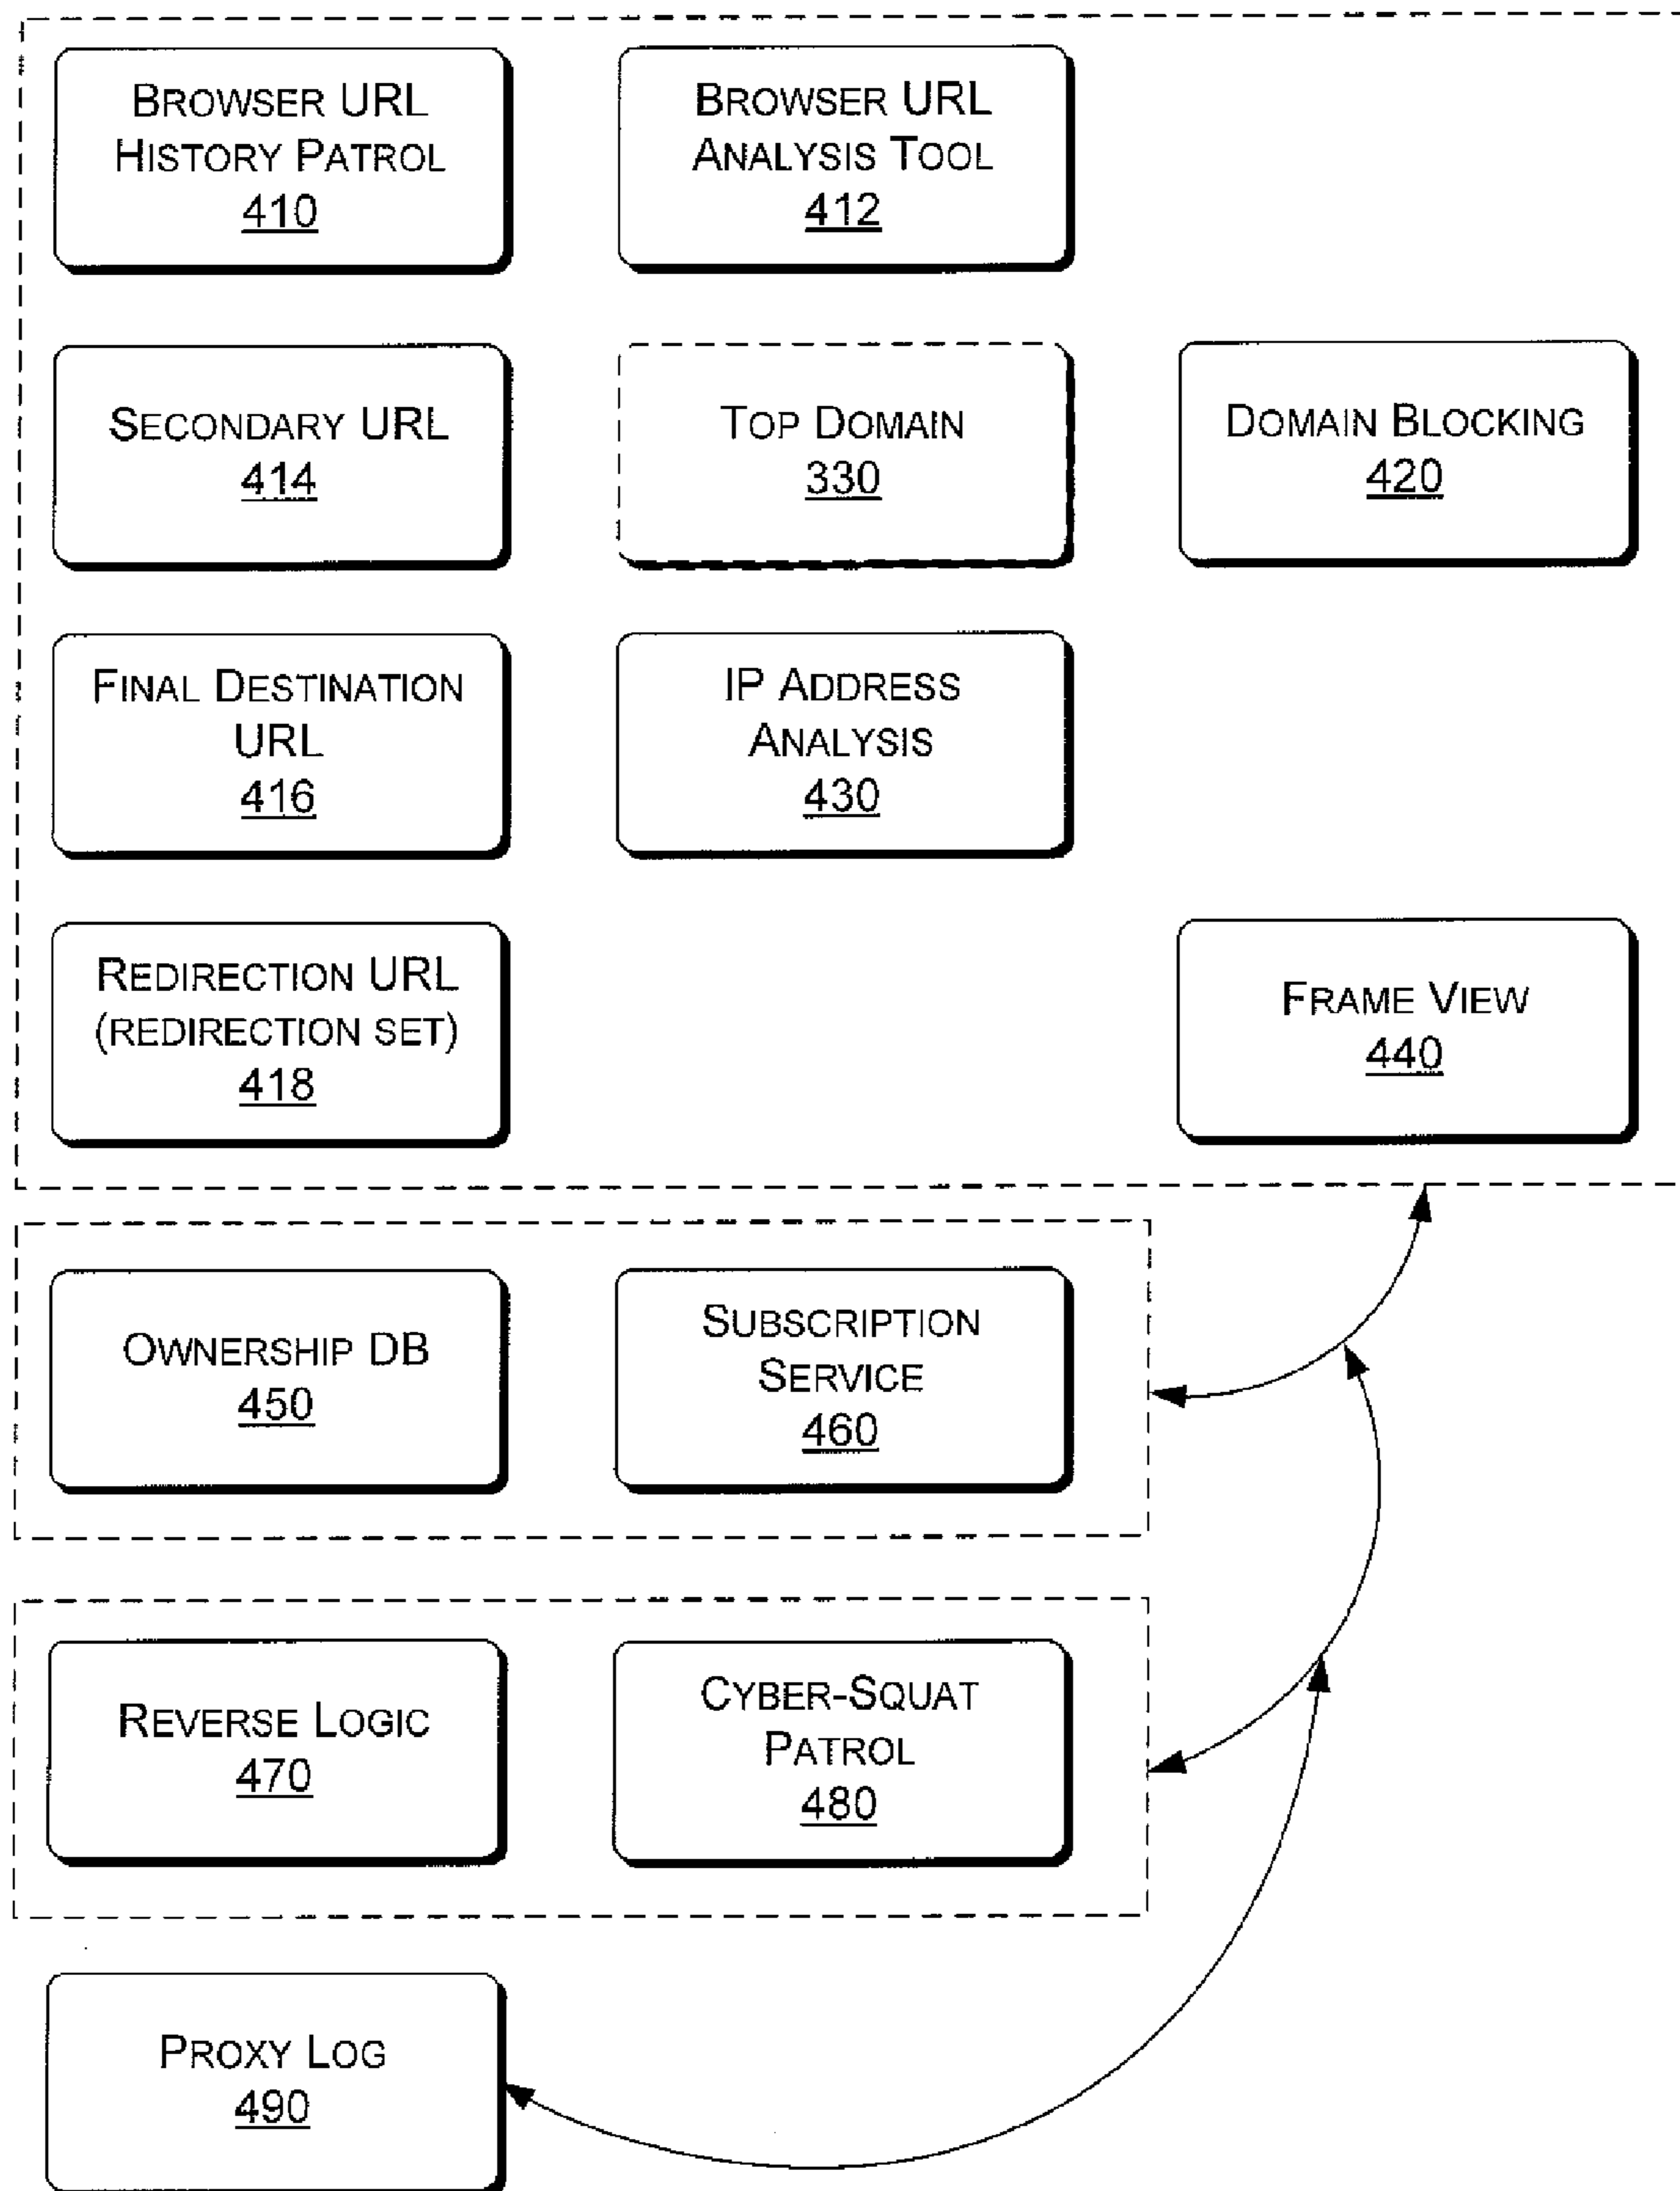 BROWSER URL
HISTORY PATROL
410
BROWSER URL
ANALYSIS TOOL
412
SECONDARY URL
414
TOP DOMAIN
330
DOMAIN BLOCKING
420
FINAL DESTINATION
URL
416
IP ADDRESS
ANALYSIS
430
REDIRECTION URL
(REDIRECTION SET)
418
FRAME VIEW
440
OWNERSHIP DB
450
SUBSCRIPTION
SERVICE
460
REVERSE LOGIC
470
CYBER-SQUAT
PATROL
480
PROXY LOG
490